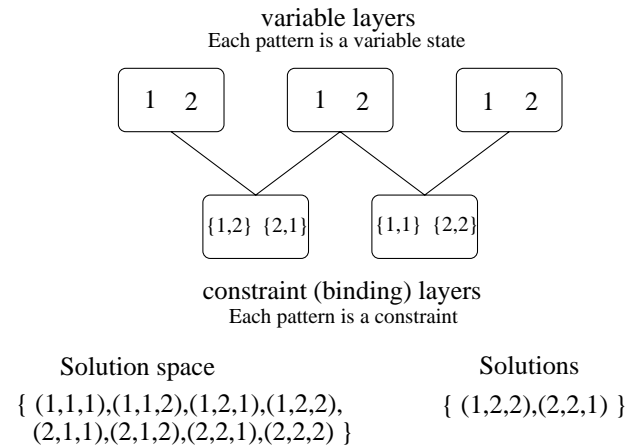 variable layers
Each pattern is a variable state
1 2 1 2 1 2
{1,2} {2,1} {1,1} {2,2}
constraint (binding) layers
Each pattern is a constraint
Solution space
{ (1,1,1),(1,1,2),(1,2,1),(1,2,2),
(2,1,1),(2,1,2),(2,2,1),(2,2,2) }
Solutions
{ (1,2,2),(2,2,1) }